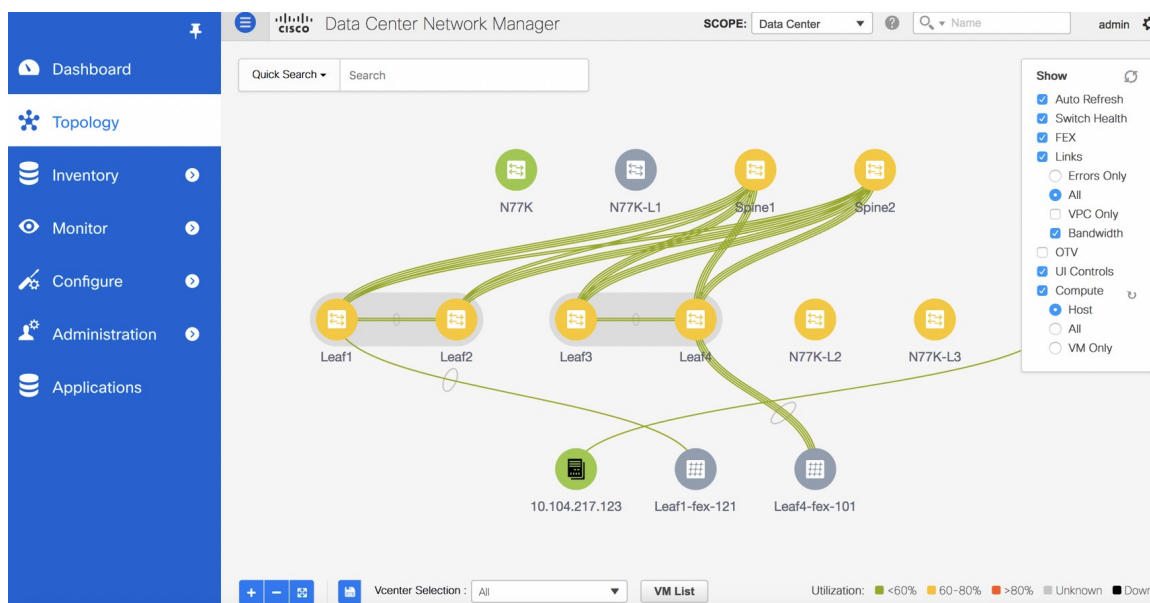 cisco Data Center Network Manager
SCOPE: Data Center
Name
admin
Dashboard
Topology
Inventory
Monitor
Configure
Administration
Applications
Quick Search
Search
Show
Auto Refresh
Switch Health
FEX
Links
Errors Only
All
VPC Only
Bandwidth
OTV
UI Controls
Compute
Host
All
VM Only
N77K
N77K-L1
Spine1
Spine2
Leaf1
Leaf2
Leaf3
Leaf4
N77K-L2
N77K-L3
10.104.217.123
Leaf1-fex-121
Leaf4-fex-101
Vcenter Selection : All
VM List
Utilization: <60% 60-80% >80% Unknown Down